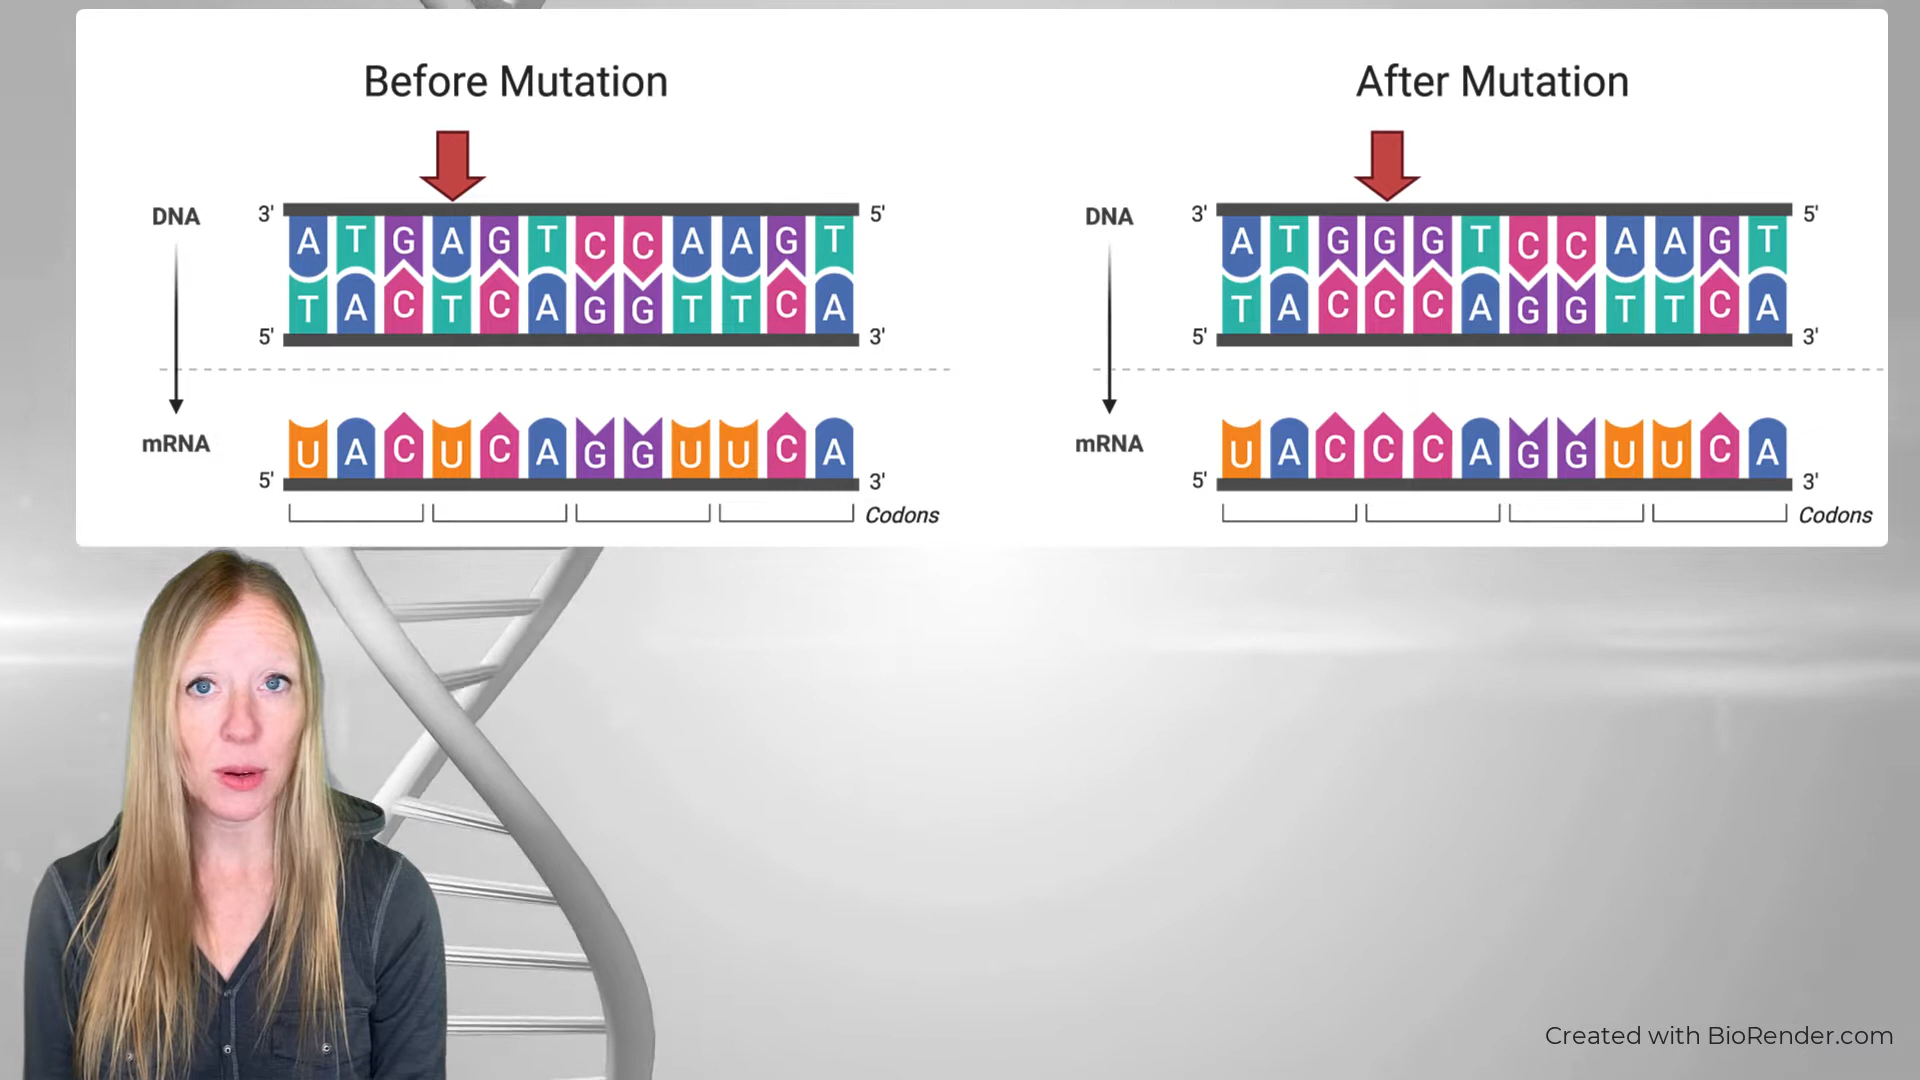 Before Mutation
DNA
3' A T G A G T C C A A G T 5'
5' T A C T C A G G T T C A 3'
mRNA
5' U A C U C A G G U U C A 3'
Codons
After Mutation
DNA
3' A T G G G T C C A A G T 5'
5' T A C C C A G G T T C A 3'
mRNA
5' U A C C C A G G U U C A 3'
Codons
Created with BioRender.com